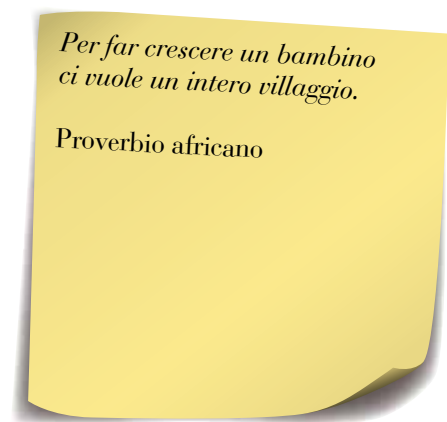 Per far crescere un bambino
ci vuole un intero villaggio.
Proverbio africano